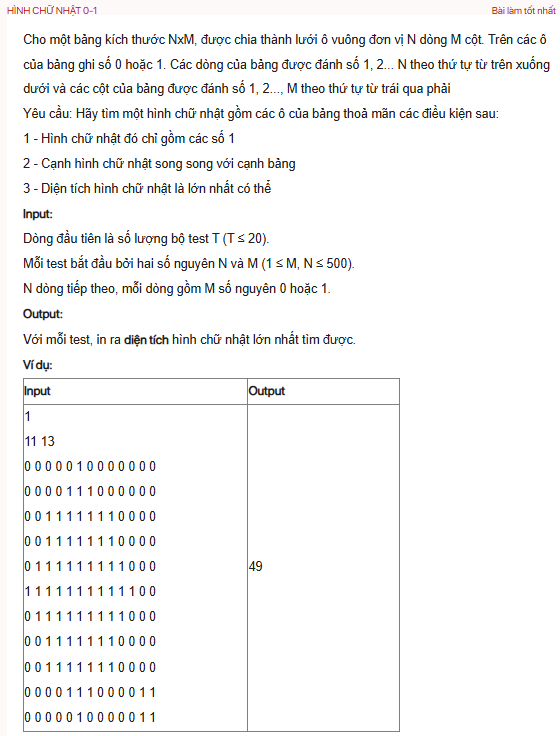 HÌNH CHỮ NHẬT 0-1
Bài làm tốt nhất
Cho một bảng kích thước NxM, được chia thành lưới ô vuông đơn vị N dòng M cột. Trên các ô
của bảng ghi số 0 hoặc 1. Các dòng của bảng được đánh số 1, 2... N theo thứ tự từ trên xuống
dưới và các cột của bảng được đánh số 1, 2..., M theo thứ tự từ trái qua phải
Yêu cầu: Hãy tìm một hình chữ nhật gồm các ô của bảng thoả mãn các điều kiện sau:
1 - Hình chữ nhật đó chỉ gồm các số 1
2 - Cạnh hình chữ nhật song song với cạnh bảng
3 - Diện tích hình chữ nhật là lớn nhất có thể
Input:
Dòng đầu tiên là số lượng bộ test T (T ≤ 20).
Mỗi test bắt đầu bởi hai số nguyên N và M (1 ≤ M, N ≤ 500).
N dòng tiếp theo, mỗi dòng gồm M số nguyên 0 hoặc 1.
Output:
Với mỗi test, in ra diện tích hình chữ nhật lớn nhất tìm được.
Ví dụ:
Input Output
1
11 13
0 0 0 0 0 1 0 0 0 0 0 0 0
0 0 0 0 1 1 1 0 0 0 0 0 0
0 0 1 1 1 1 1 1 1 0 0 0 0
0 0 1 1 1 1 1 1 1 0 0 0 0
0 1 1 1 1 1 1 1 1 1 0 0 0
49
1 1 1 1 1 1 1 1 1 1 1 0 0
0 1 1 1 1 1 1 1 1 1 0 0 0
0 0 1 1 1 1 1 1 1 0 0 0 0
0 0 1 1 1 1 1 1 1 0 0 0 0
0 0 0 0 1 1 1 0 0 0 0 1 1
0 0 0 0 0 1 0 0 0 0 0 1 1